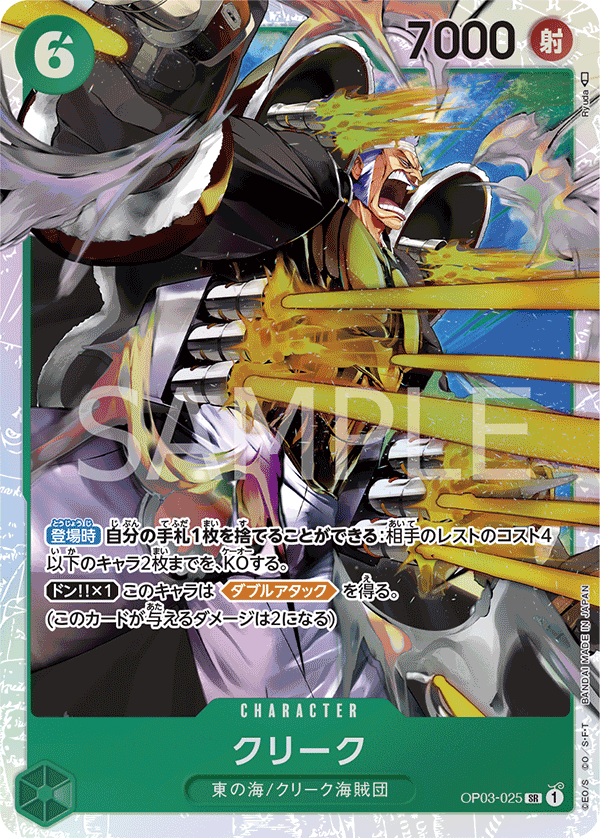 6
7000 射
Ryuda
SAMPLE
登場時 自分の手札1枚を捨てることができる:相手のレストのコスト4
以下のキャラ2枚までを、KOする。
ドン!!×1 このキャラは ダブルアタック を得る。
(このカードが与えるダメージは2になる)
CHARACTER
クリーク
東の海/クリーク海賊団
OP03-025 SR 1
©EO/S ©O/S・F・T BANDAI MADE IN JAPAN